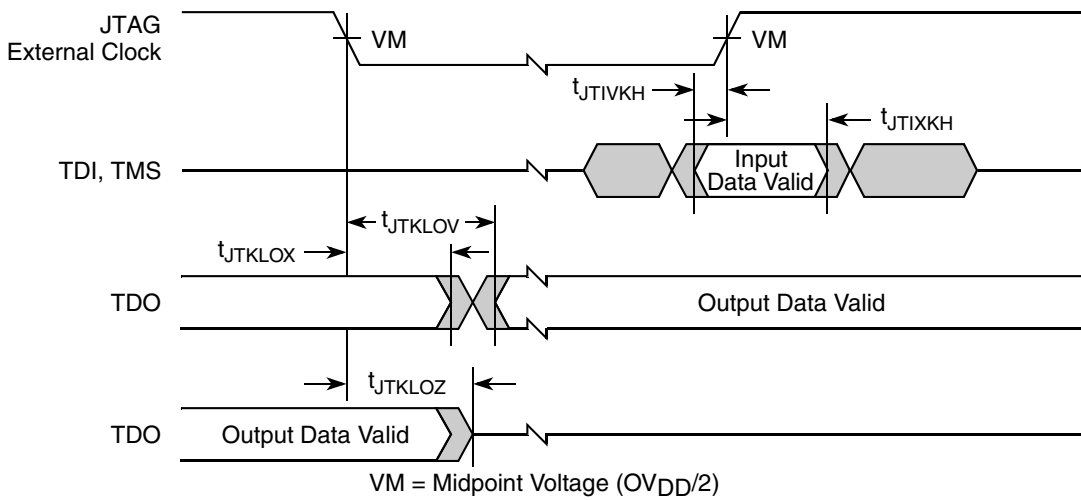 JTAG
External Clock
VM
VM
tJTIVKH
tJTIXKH
TDI, TMS
Input
Data Valid
tJTKLOV
tJTKLOX
TDO
Output Data Valid
tJTKLOZ
TDO
Output Data Valid
VM = Midpoint Voltage (OVDD/2)